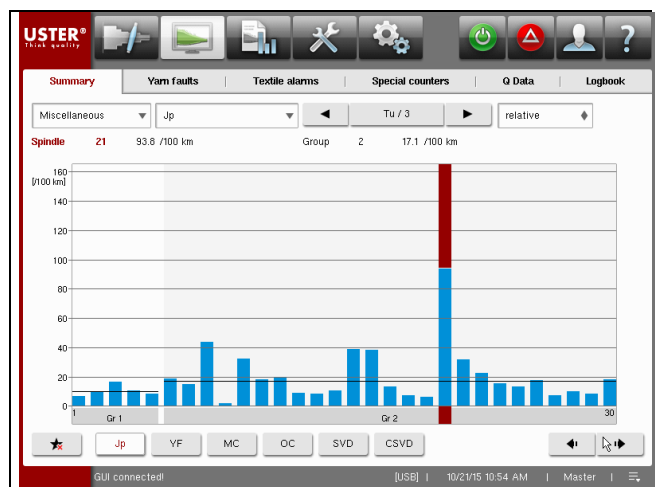 USTER®
Think quality
?
Summary Yarn faults | Textile alarms | Special counters | Q Data | Logbook
Miscellaneous Jp Tu / 3 relative
Spindle 21 93.8 /100 km Group 2 17.1 /100 km
160
[/100 km]
140
120
100
80
60
40
20
0
1 30
Gr 1 Gr 2
Jp YF MC OC SVD CSVD
GUI connected! [USB] | 10/21/15 10:54 AM | Master |